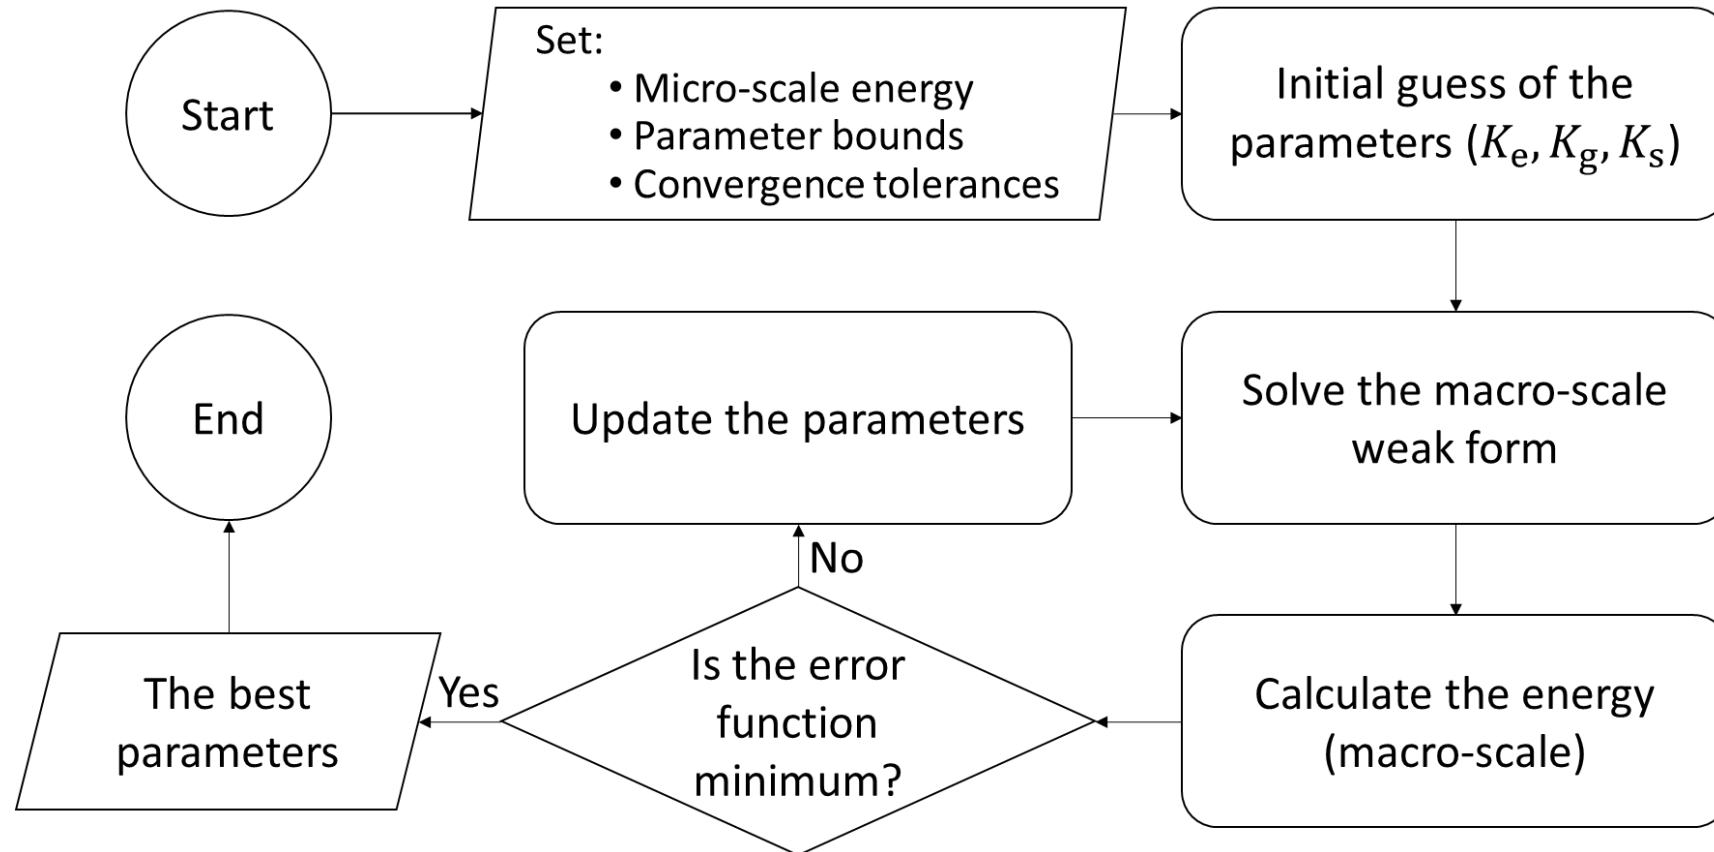 Start
Set:
• Micro-scale energy
• Parameter bounds
• Convergence tolerances
Initial guess of the
parameters (Kₑ, K_g, Kₛ)
End
Update the parameters
Solve the macro-scale
weak form
No
The best
parameters
Yes
Is the error
function
minimum?
Calculate the energy
(macro-scale)